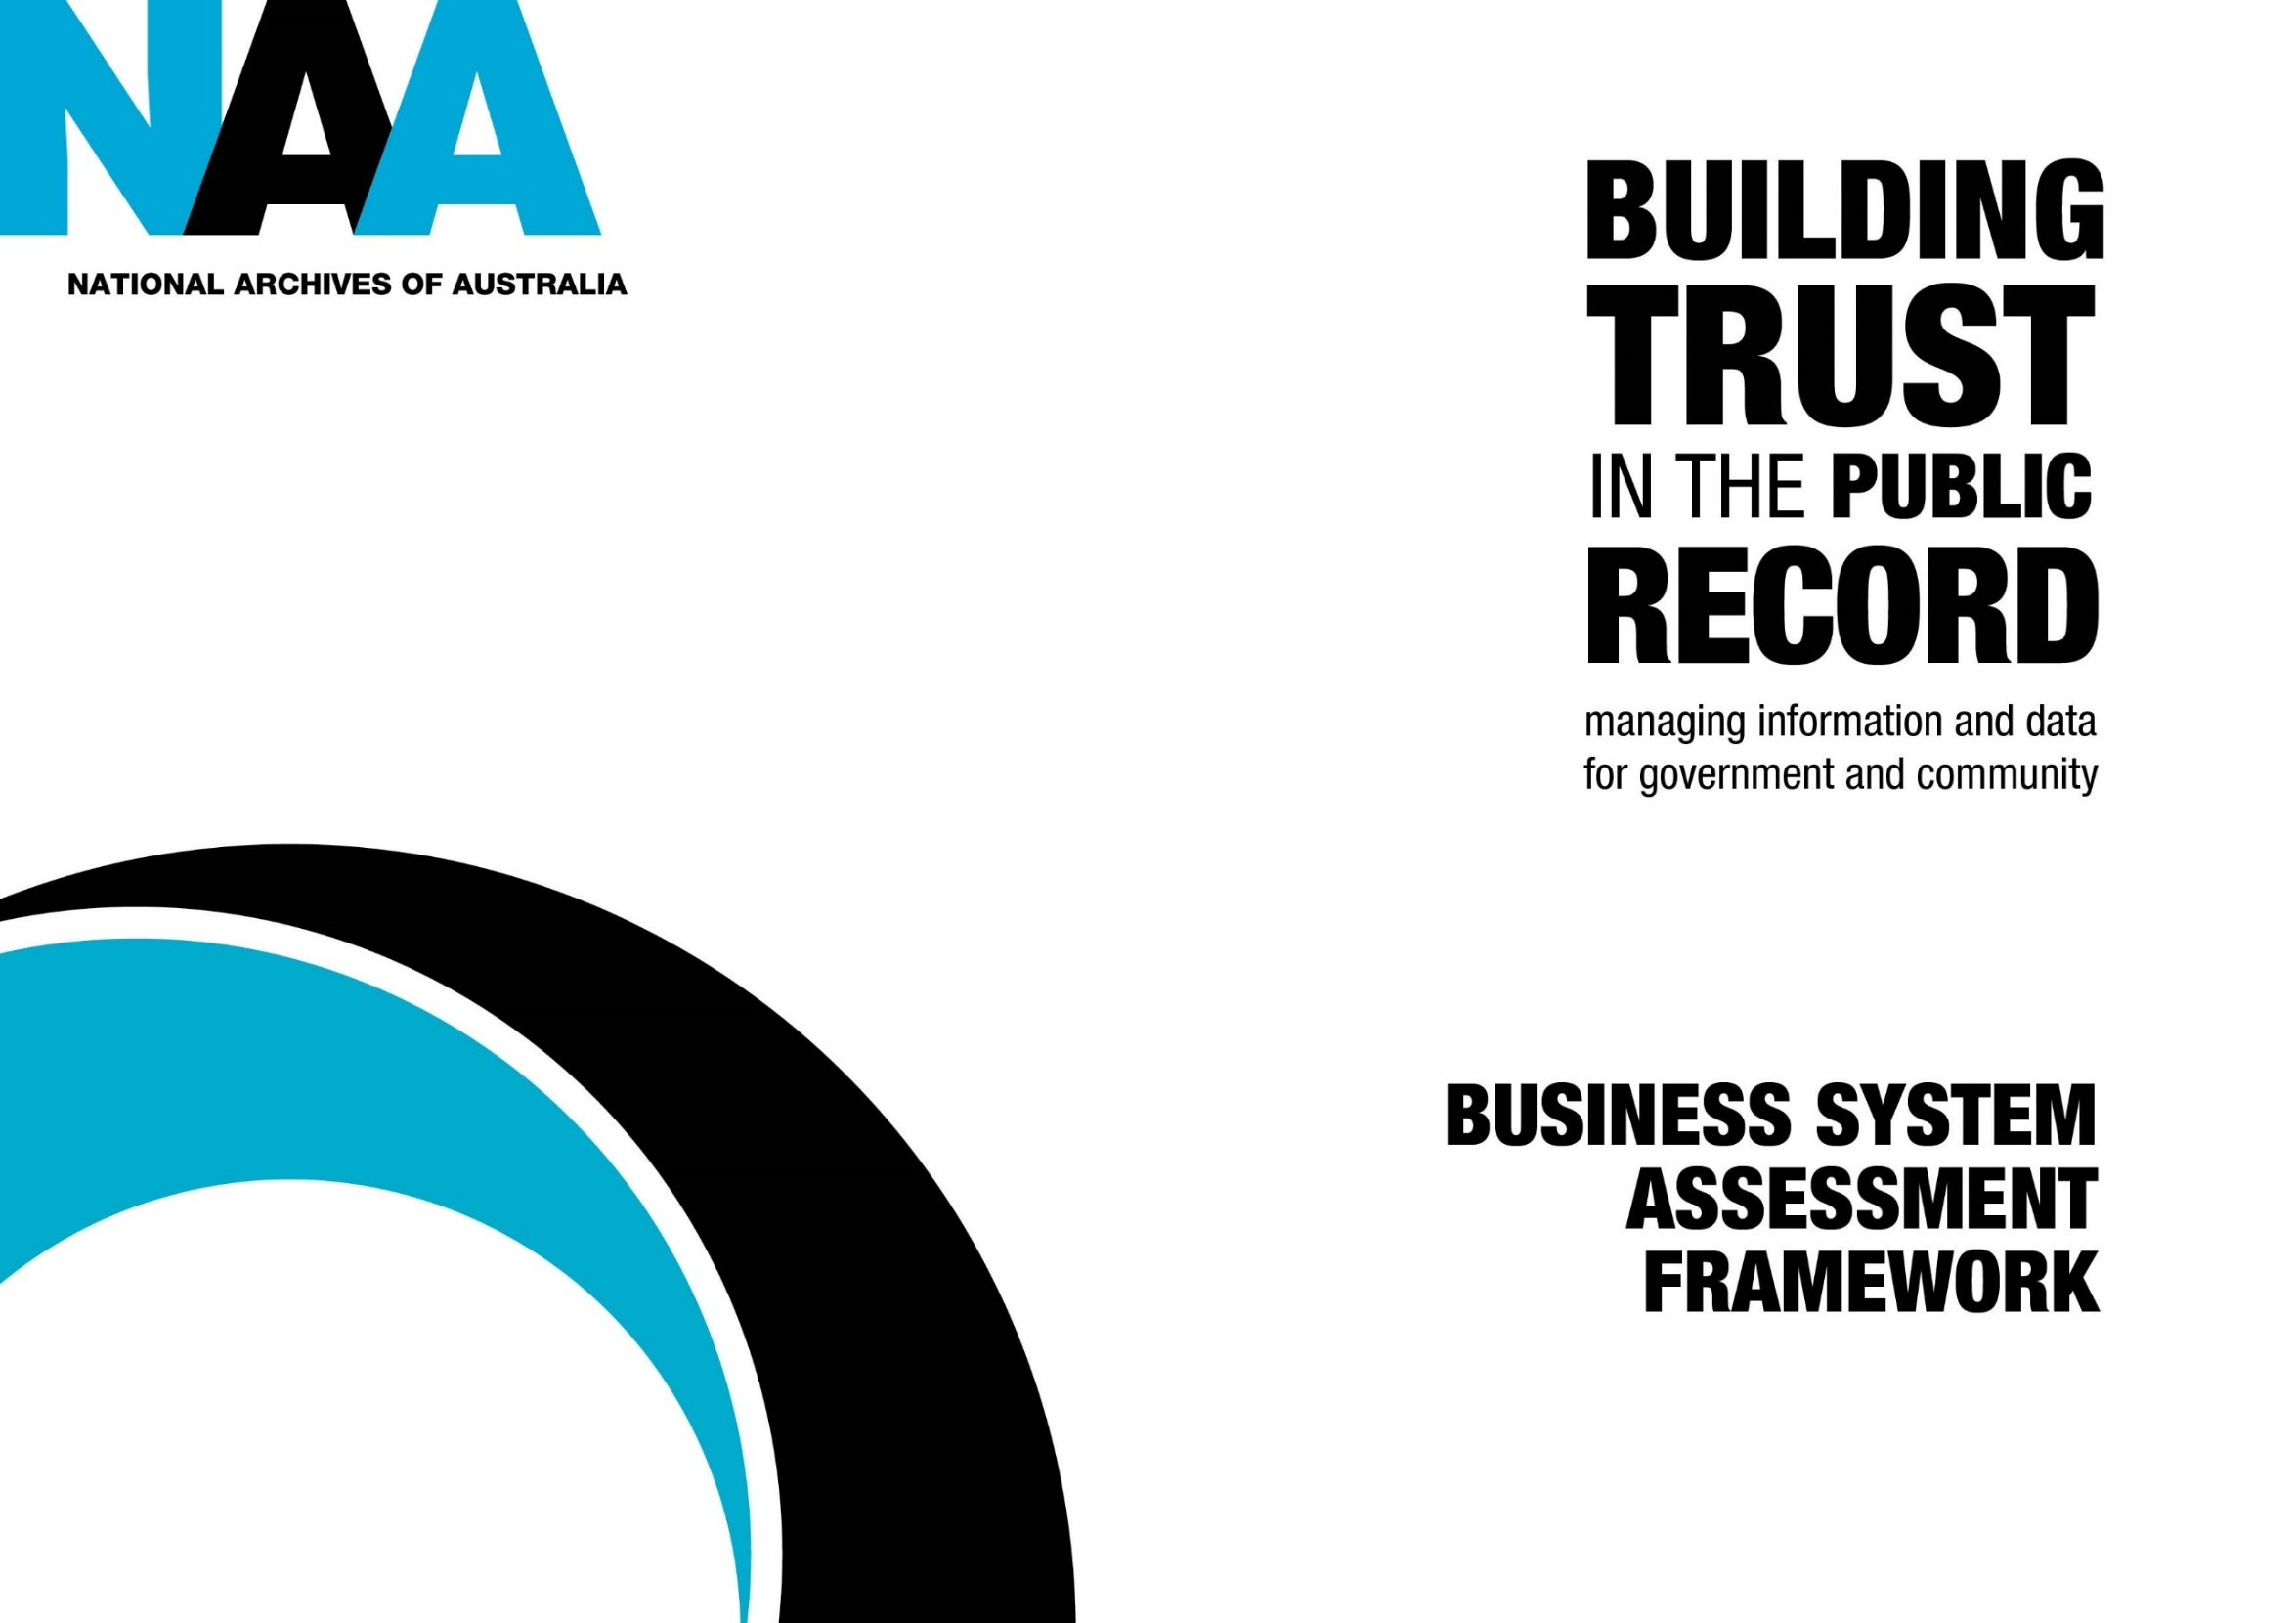 NAA
NATIONAL ARCHIVES OF AUSTRALIA
BUILDING
TRUST
IN THE PUBLIC
RECORD
managing information and data
for government and community
BUSINESS SYSTEM
ASSESSMENT
FRAMEWORK